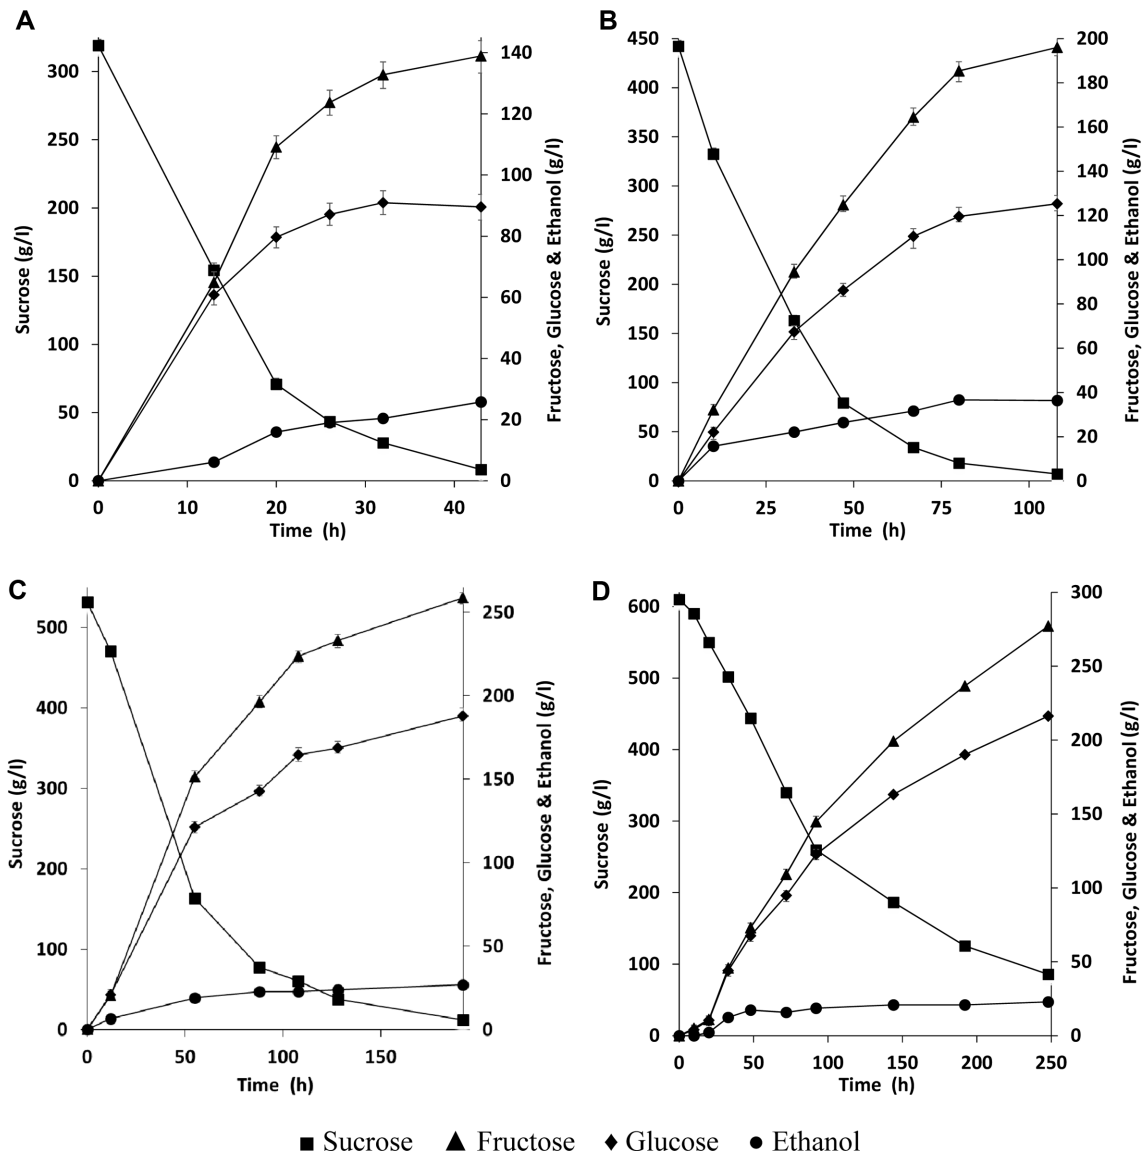 A
300
250
200
150
100
50
0
140
120
100
80
60
40
20
0
0 10 20 30 40
Sucrose (g/l)
Fructose, Glucose & Ethanol (g/l)
Time (h)
B
450
400
350
300
250
200
150
100
50
0
200
180
160
140
120
100
80
60
40
20
0
0 25 50 75 100
Sucrose (g/l)
Fructose, Glucose & Ethanol (g/l)
Time (h)
C
500
400
300
200
100
0
250
200
150
100
50
0
0 50 100 150
Sucrose (g/l)
Fructose, Glucose & Ethanol (g/l)
Time (h)
D
600
500
400
300
200
100
0
300
250
200
150
100
50
0
0 50 100 150 200 250
Sucrose (g/l)
Fructose, Glucose & Ethanol (g/l)
Time (h)
Sucrose Fructose Glucose Ethanol